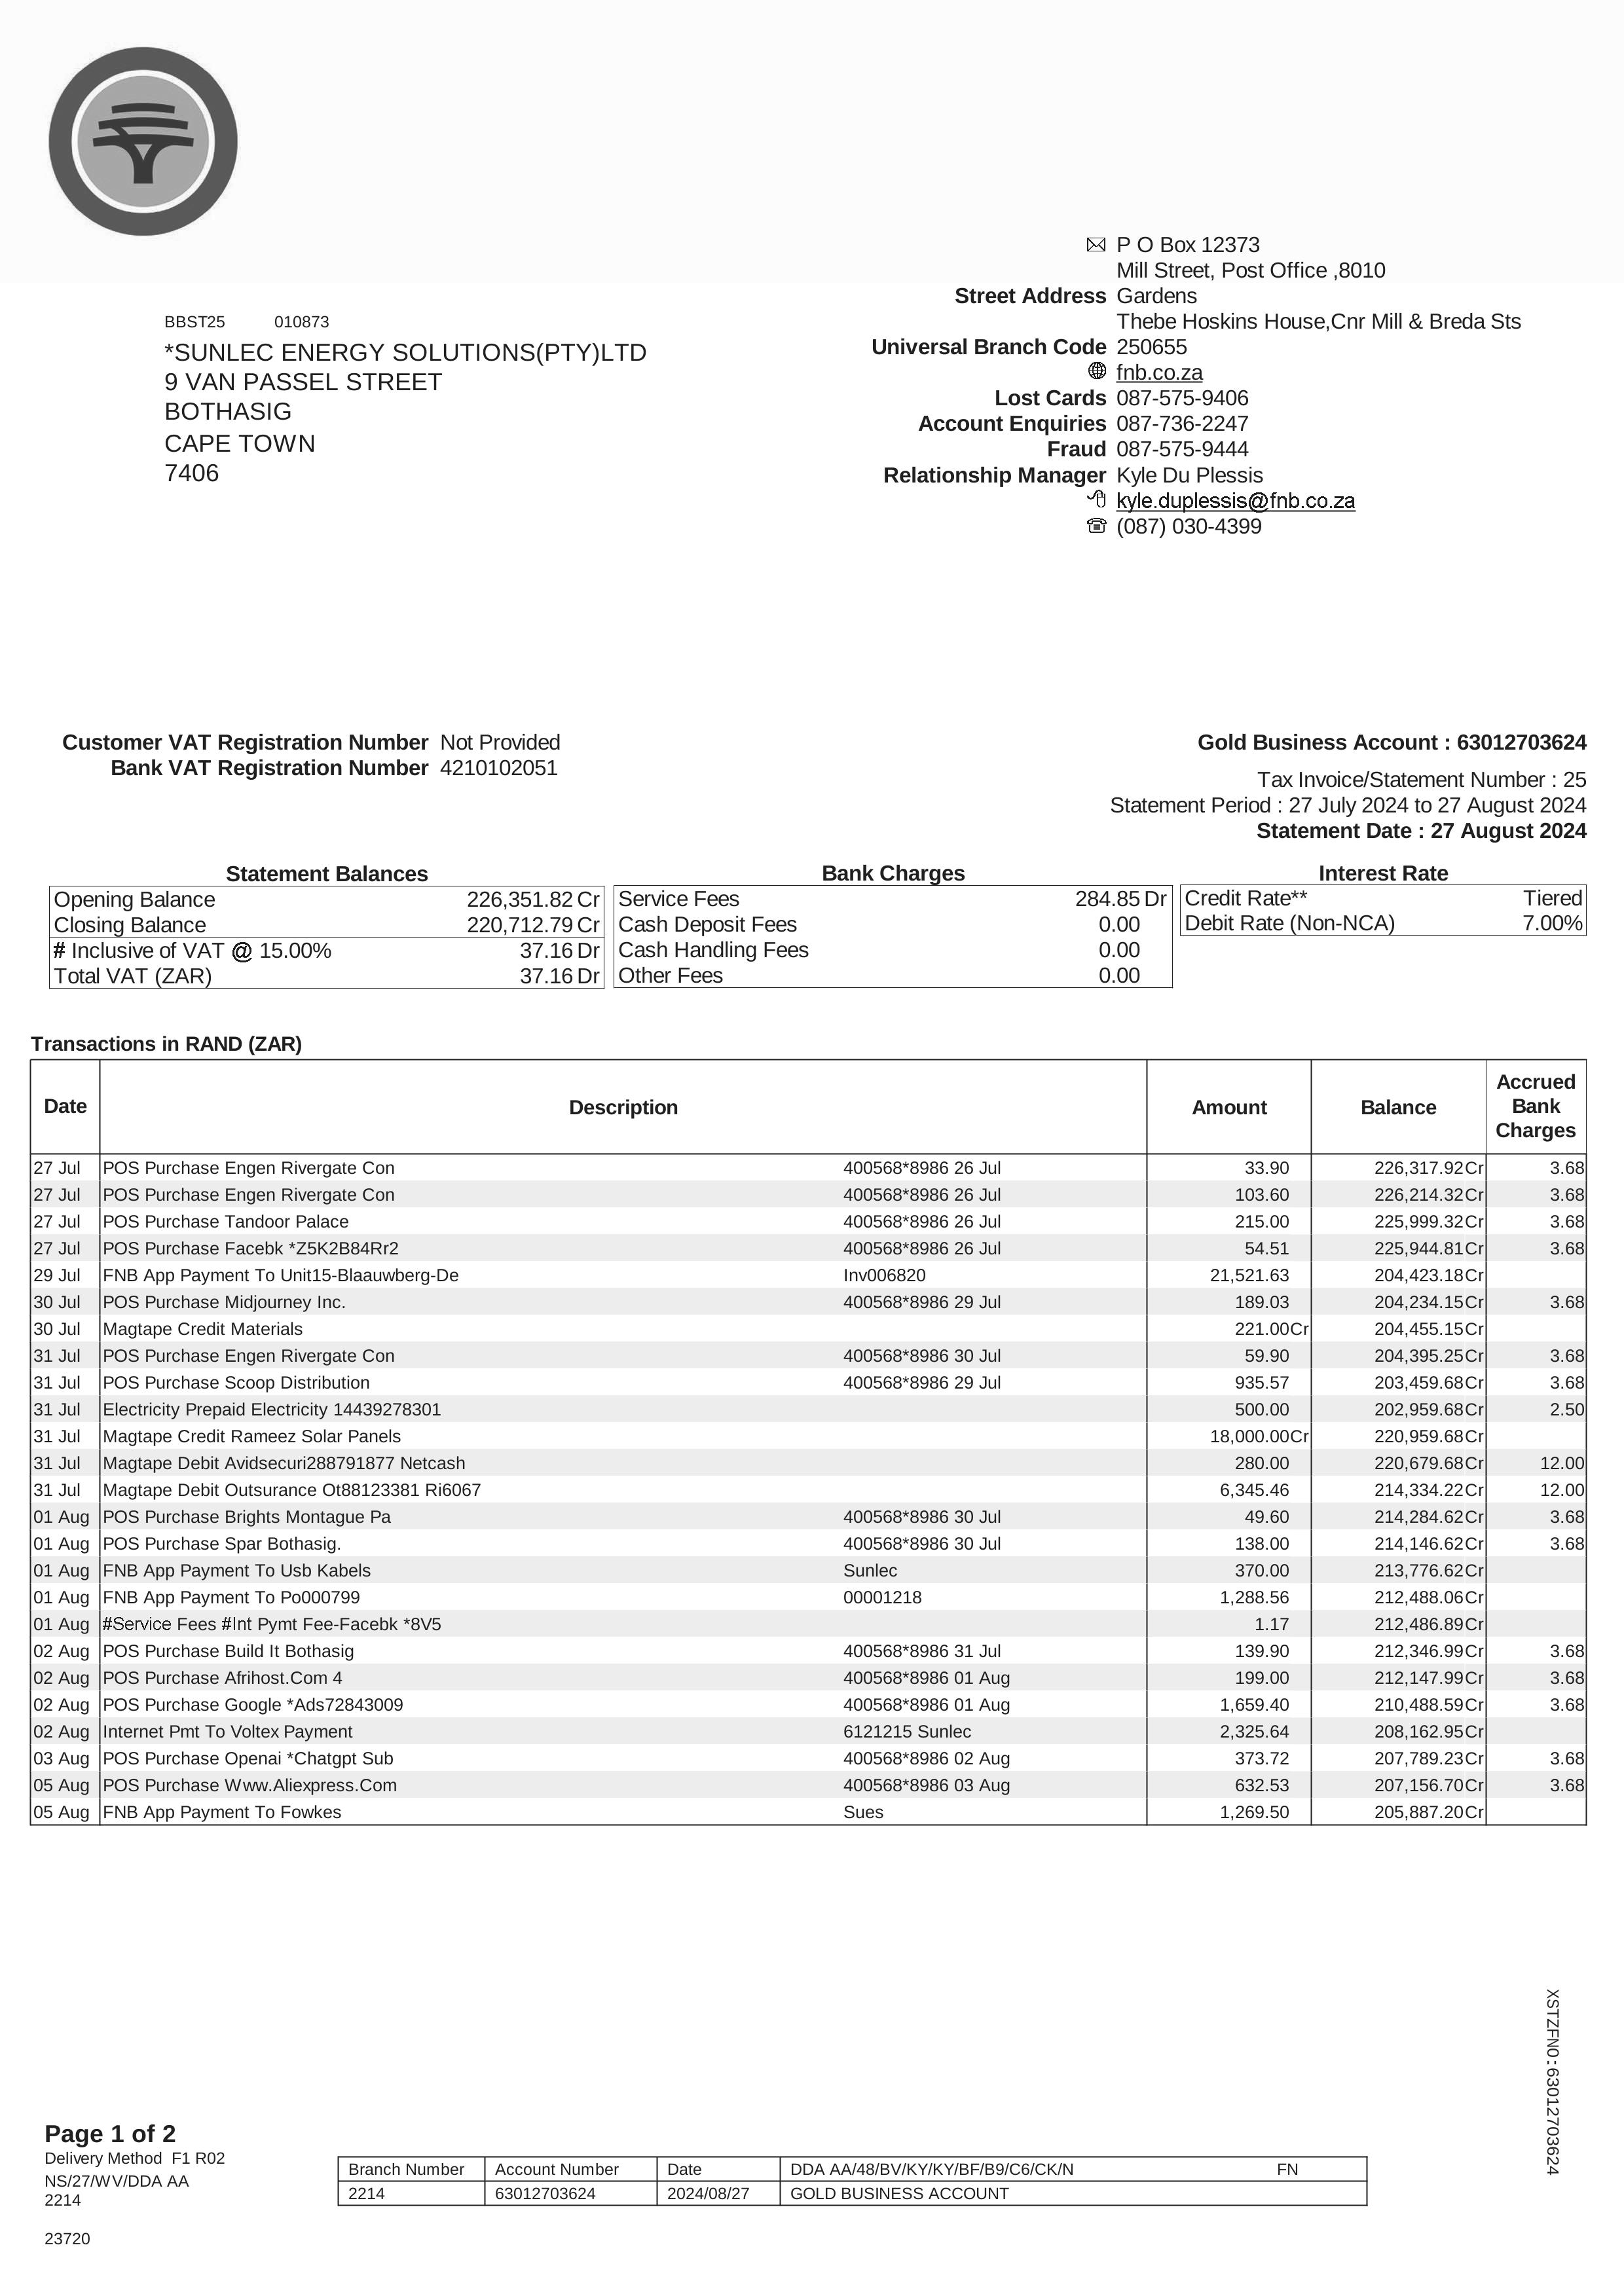 P O Box 12373
Mill Street, Post Office ,8010
Street Address Gardens
Thebe Hoskins House,Cnr Mill & Breda Sts
Universal Branch Code 250655
fnb.co.za
Lost Cards 087-575-9406
Account Enquiries 087-736-2247
Fraud 087-575-9444
Relationship Manager Kyle Du Plessis
kyle.duplessis@fnb.co.za
(087) 030-4399
BBST25 010873
*SUNLEC ENERGY SOLUTIONS(PTY)LTD
9 VAN PASSEL STREET
BOTHASIG
CAPE TOWN
7406
Customer VAT Registration Number Not Provided
Bank VAT Registration Number 4210102051
Gold Business Account : 63012703624
Tax Invoice/Statement Number : 25
Statement Period : 27 July 2024 to 27 August 2024
Statement Date : 27 August 2024
Statement Balances
Opening Balance 226,351.82 Cr
Closing Balance 220,712.79 Cr
# Inclusive of VAT @ 15.00% 37.16 Dr
Total VAT (ZAR) 37.16 Dr
Bank Charges
Service Fees 284.85 Dr
Cash Deposit Fees 0.00
Cash Handling Fees 0.00
Other Fees 0.00
Interest Rate
Credit Rate** Tiered
Debit Rate (Non-NCA) 7.00%
Transactions in RAND (ZAR)
Date Description Amount Balance Accrued Bank Charges
27 Jul POS Purchase Engen Rivergate Con 400568*8986 26 Jul 33.90 226,317.92Cr 3.68
27 Jul POS Purchase Engen Rivergate Con 400568*8986 26 Jul 103.60 226,214.32Cr 3.68
27 Jul POS Purchase Tandoor Palace 400568*8986 26 Jul 215.00 225,999.32Cr 3.68
27 Jul POS Purchase Facebk *Z5K2B84Rr2 400568*8986 26 Jul 54.51 225,944.81Cr 3.68
29 Jul FNB App Payment To Unit15-Blaauwberg-De Inv006820 21,521.63 204,423.18Cr
30 Jul POS Purchase Midjourney Inc. 400568*8986 29 Jul 189.03 204,234.15Cr 3.68
30 Jul Magtape Credit Materials 221.00Cr 204,455.15Cr
31 Jul POS Purchase Engen Rivergate Con 400568*8986 30 Jul 59.90 204,395.25Cr 3.68
31 Jul POS Purchase Scoop Distribution 400568*8986 29 Jul 935.57 203,459.68Cr 3.68
31 Jul Electricity Prepaid Electricity 14439278301 500.00 202,959.68Cr 2.50
31 Jul Magtape Credit Rameez Solar Panels 18,000.00Cr 220,959.68Cr
31 Jul Magtape Debit Avidsecuri288791877 Netcash 280.00 220,679.68Cr 12.00
31 Jul Magtape Debit Outsurance Ot88123381 Ri6067 6,345.46 214,334.22Cr 12.00
01 Aug POS Purchase Brights Montague Pa 400568*8986 30 Jul 49.60 214,284.62Cr 3.68
01 Aug POS Purchase Spar Bothasig. 400568*8986 30 Jul 138.00 214,146.62Cr 3.68
01 Aug FNB App Payment To Usb Kabels Sunlec 370.00 213,776.62Cr
01 Aug FNB App Payment To Po000799 00001218 1,288.56 212,488.06Cr
01 Aug #Service Fees #Int Pymt Fee-Facebk *8V5 1.17 212,486.89Cr
02 Aug POS Purchase Build It Bothasig 400568*8986 31 Jul 139.90 212,346.99Cr 3.68
02 Aug POS Purchase Afrihost.Com 4 400568*8986 01 Aug 199.00 212,147.99Cr 3.68
02 Aug POS Purchase Google *Ads72843009 400568*8986 01 Aug 1,659.40 210,488.59Cr 3.68
02 Aug Internet Pmt To Voltex Payment 6121215 Sunlec 2,325.64 208,162.95Cr
03 Aug POS Purchase Openai *Chatgpt Sub 400568*8986 02 Aug 373.72 207,789.23Cr 3.68
05 Aug POS Purchase Www.Aliexpress.Com 400568*8986 03 Aug 632.53 207,156.70Cr 3.68
05 Aug FNB App Payment To Fowkes Sues 1,269.50 205,887.20Cr
XSTZFN0:63012703624
Page 1 of 2
Delivery Method F1 R02
NS/27/WV/DDA AA
2214
23720
Branch Number Account Number Date DDA AA/48/BV/KY/KY/BF/B9/C6/CK/N FN
2214 63012703624 2024/08/27 GOLD BUSINESS ACCOUNT